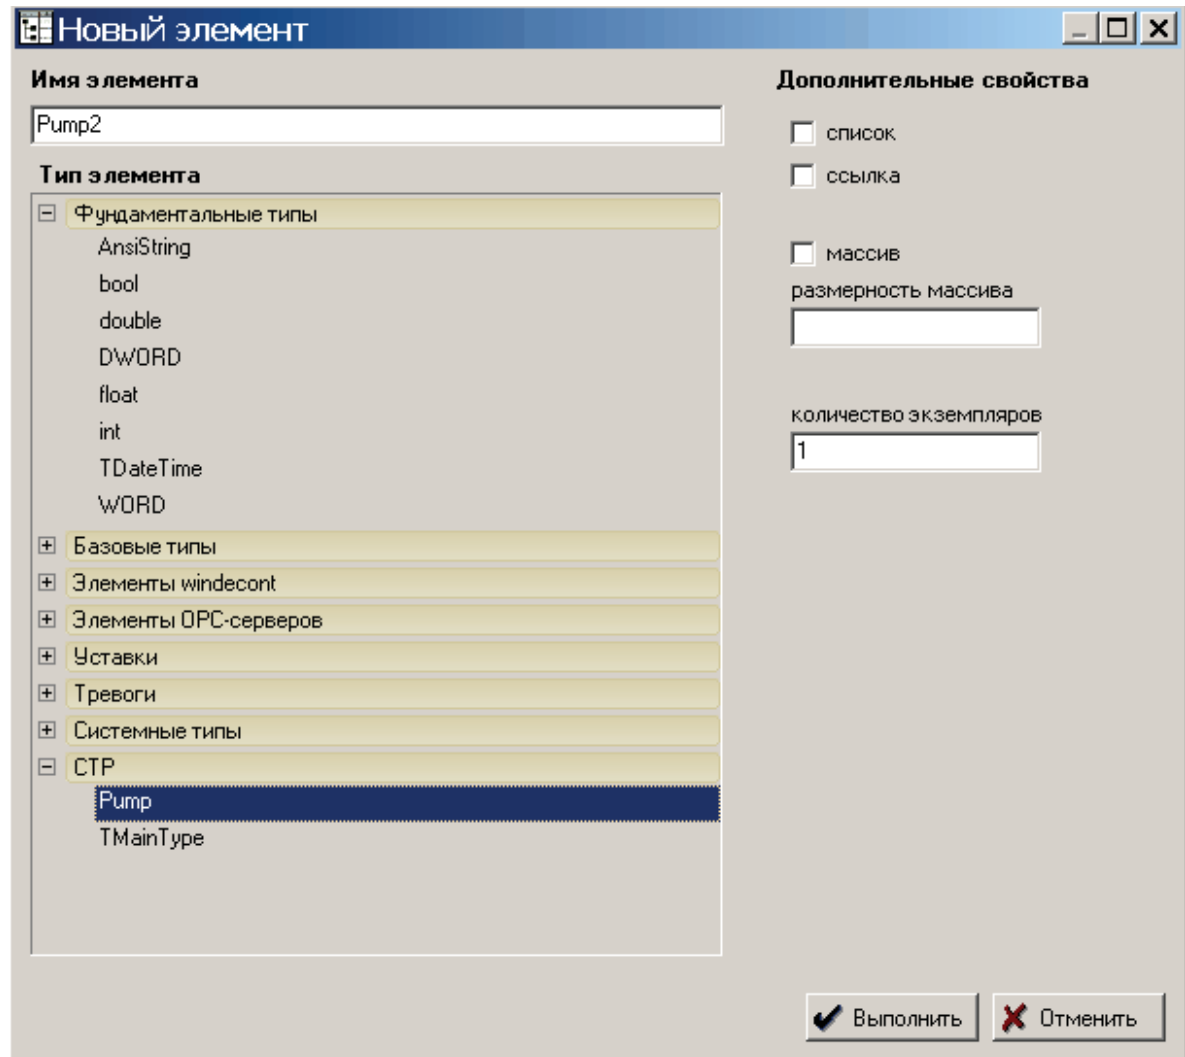 Новый элемент
Имя элемента
Pump2
Тип элемента
Фундаментальные типы
AnsiString
bool
double
DWORD
float
int
TDateTime
WORD
Базовые типы
Элементы windecont
Элементы OPC-серверов
Уставки
Тревоги
Системные типы
СТР
Pump
TMainType
Дополнительные свойства
список
ссылка
массив
размерность массива
количество экземпляров
1
Выполнить
Отменить